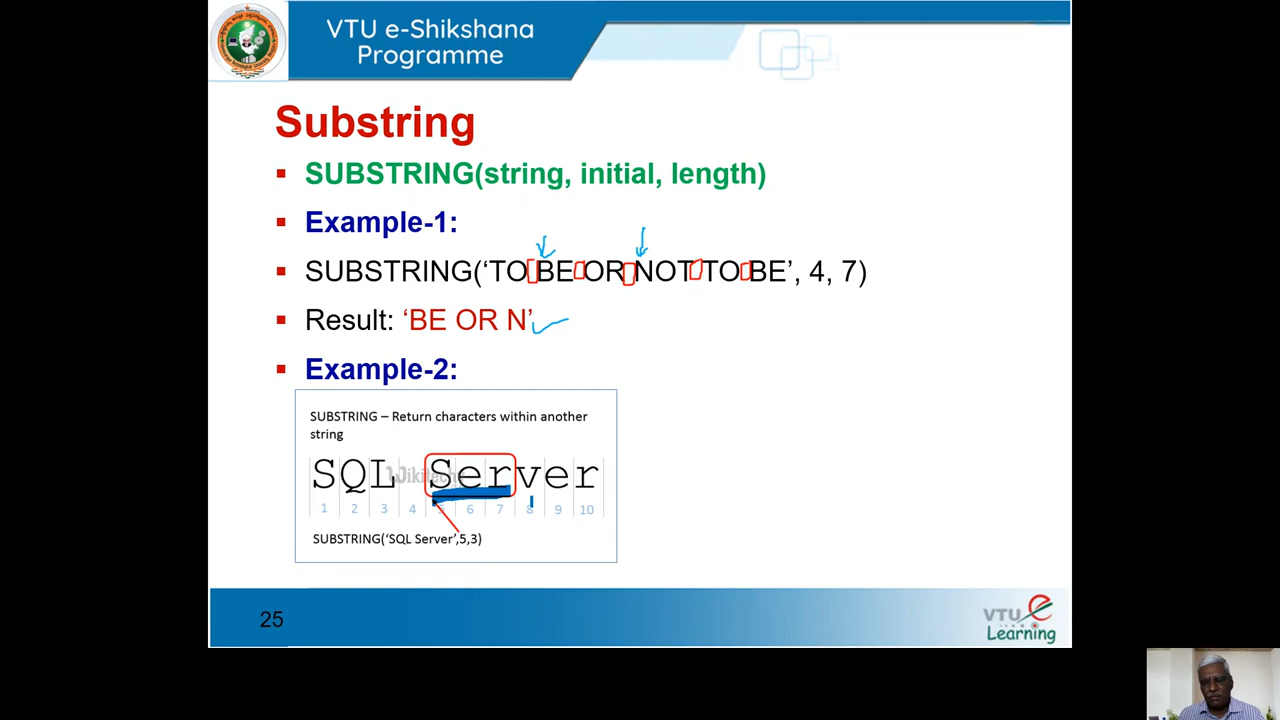 VTU e-Shikshana
Programme
Substring
SUBSTRING(string, initial, length)
Example-1:
SUBSTRING(‘TO BE OR NOT TO BE’, 4, 7)
Result: ‘BE OR N’
Example-2:
SUBSTRING – Return characters within another
string
SQL Server
1 2 3 4 5 6 7 8 9 10
SUBSTRING(‘SQL Server’,5,3)
25
VTU e
Learning